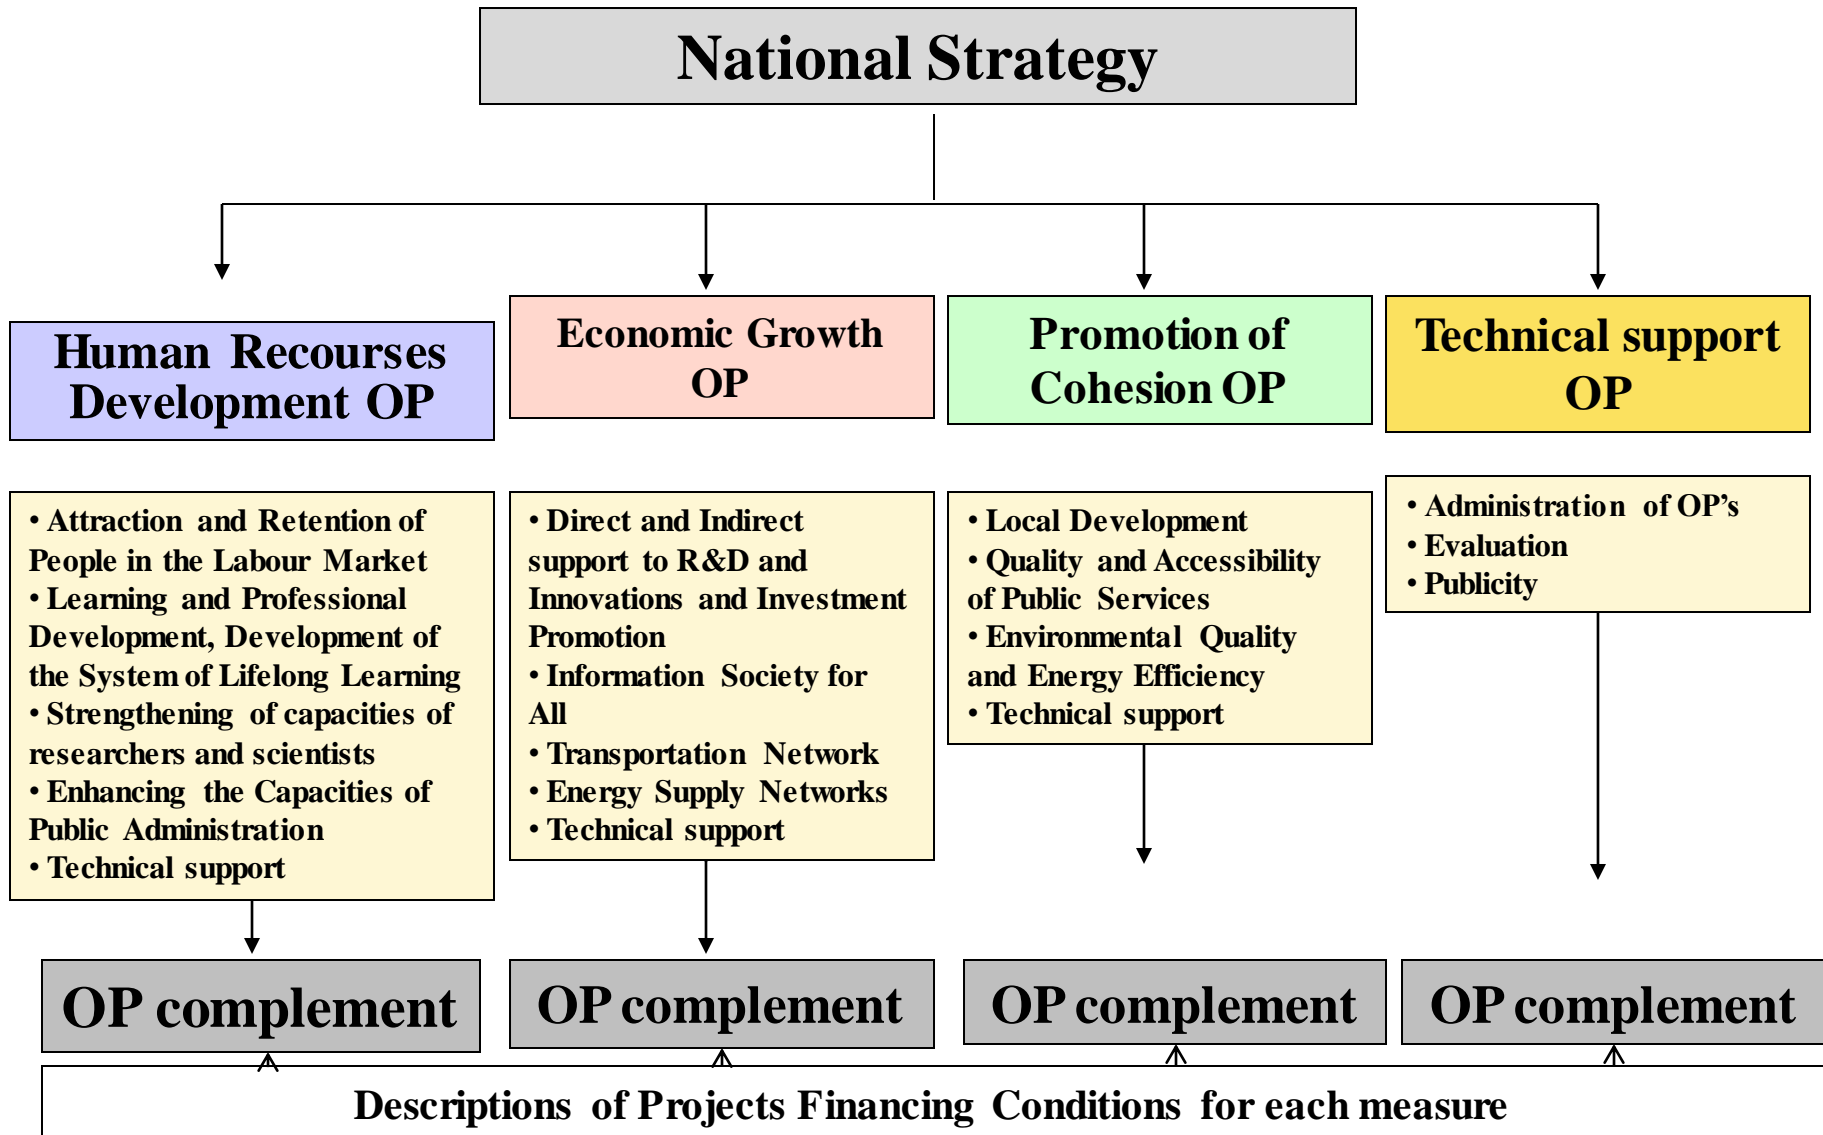 National Strategy
Human Recourses
Development OP
Economic Growth
OP
Promotion of
Cohesion OP
Technical support
OP
• Attraction and Retention of
People in the Labour Market
• Learning and Professional
Development, Development of
the System of Lifelong Learning
• Strengthening of capacities of
researchers and scientists
• Enhancing the Capacities of
Public Administration
• Technical support
• Direct and Indirect
support to R&D and
Innovations and Investment
Promotion
• Information Society for
All
• Transportation Network
• Energy Supply Networks
• Technical support
• Local Development
• Quality and Accessibility
of Public Services
• Environmental Quality
and Energy Efficiency
• Technical support
• Administration of OP’s
• Evaluation
• Publicity
OP complement
OP complement
OP complement
OP complement
Descriptions of Projects Financing Conditions for each measure